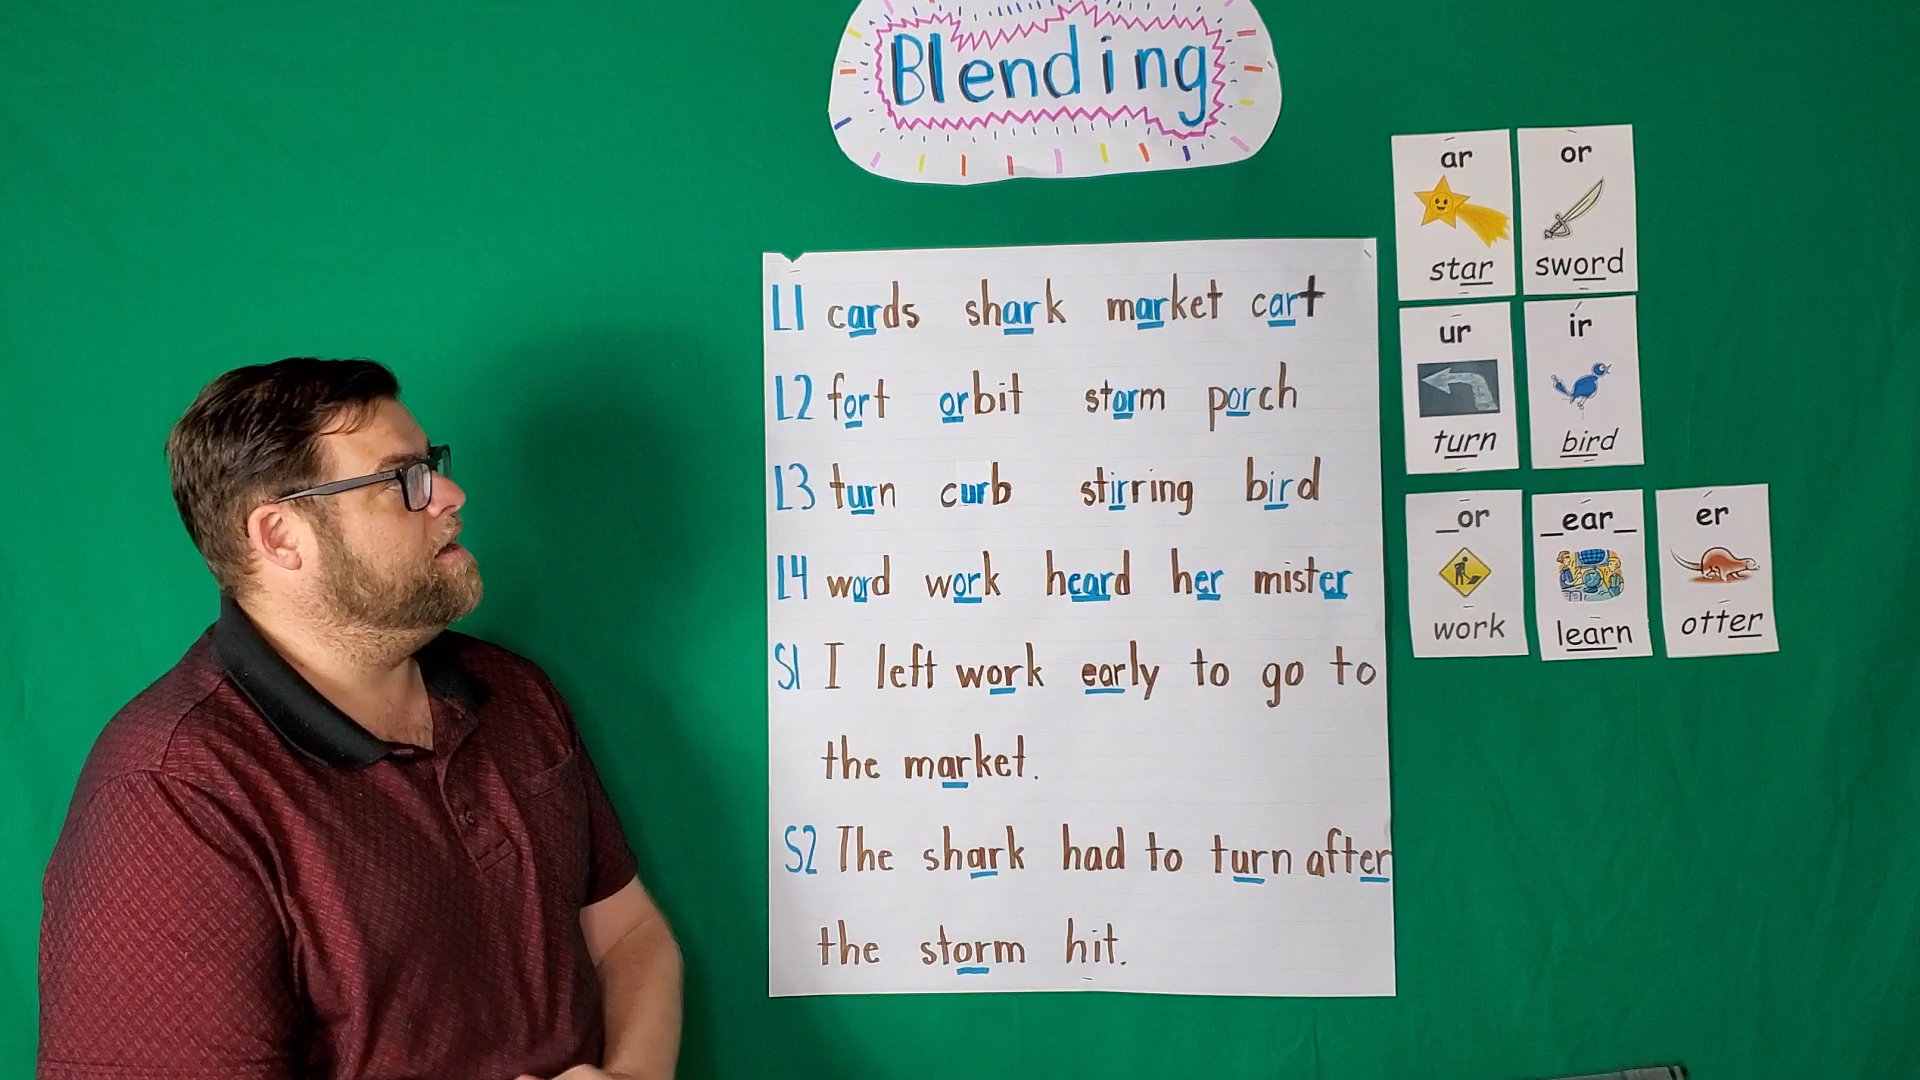 Blending
L1 cards shark market cart
L2 fort orbit storm porch
L3 turn curb stirring bird
L4 word work heard her mister
S1 I left work early to go to
the market.
S2 The shark had to turn after
the storm hit.
ar
star
or
sword
ur
turn
ir
bird
_or
work
_ear_
learn
er
otter